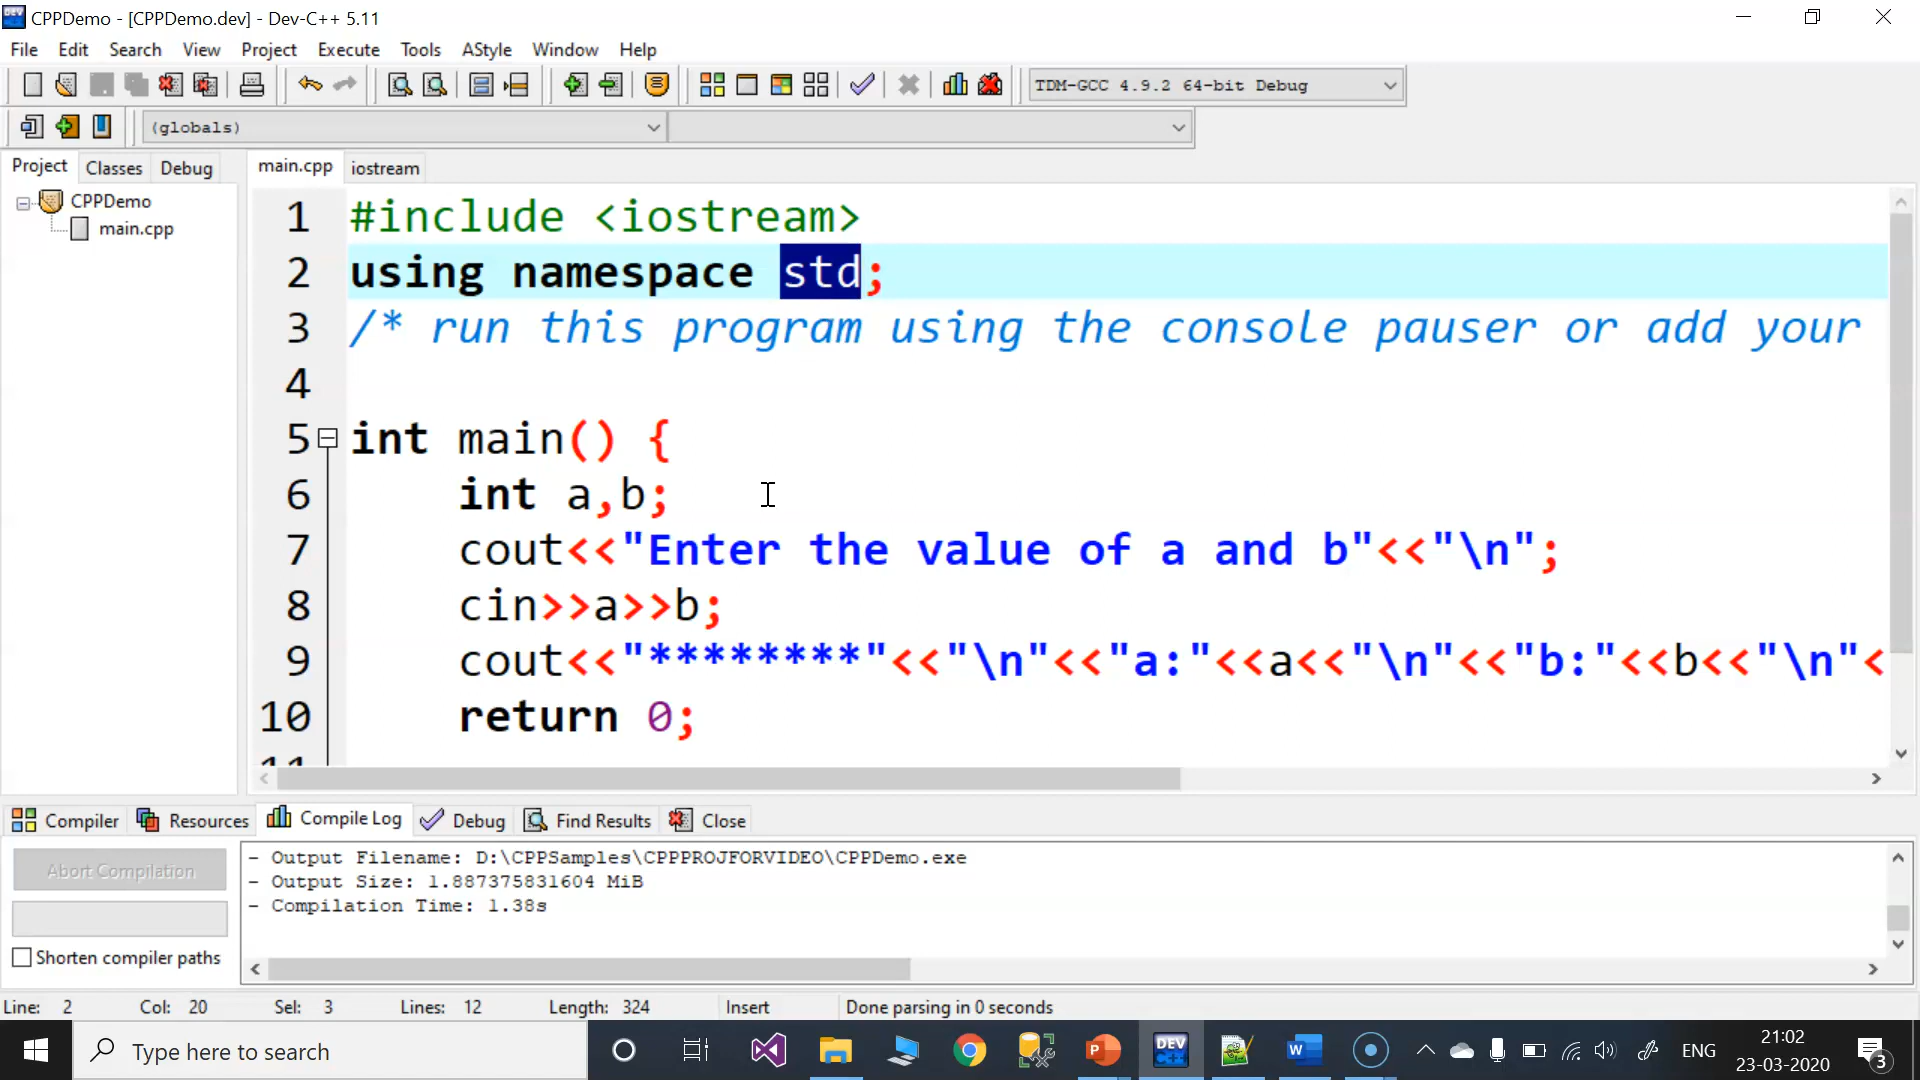 CPPDemo - [CPPDemo.dev] - Dev-C++ 5.11
File Edit Search View Project Execute Tools AStyle Window Help
TDM-GCC 4.9.2 64-bit Debug
(globals)
Project Classes Debug main.cpp iostream
CPPDemo
main.cpp
1 #include <iostream>
2 using namespace std;
3 /* run this program using the console pauser or add your
4
5 int main() {
6 int a,b;
7 cout<<"Enter the value of a and b"<<"\n";
8 cin>>a>>b;
9 cout<<"********"<<"\n"<<"a:"<<a<<"\n"<<"b:"<<b<<"\n"<
10 return 0;
11
Compiler Resources Compile Log Debug Find Results Close
Abort Compilation
Shorten compiler paths
- Output Filename: D:\CPPSamples\CPPPROJFORVIDEO\CPPDemo.exe
- Output Size: 1.887375831604 MiB
- Compilation Time: 1.38s
Line: 2 Col: 20 Sel: 3 Lines: 12 Length: 324 Insert Done parsing in 0 seconds
Type here to search
DEV C++
P
W
ENG
21:02
23-03-2020
3